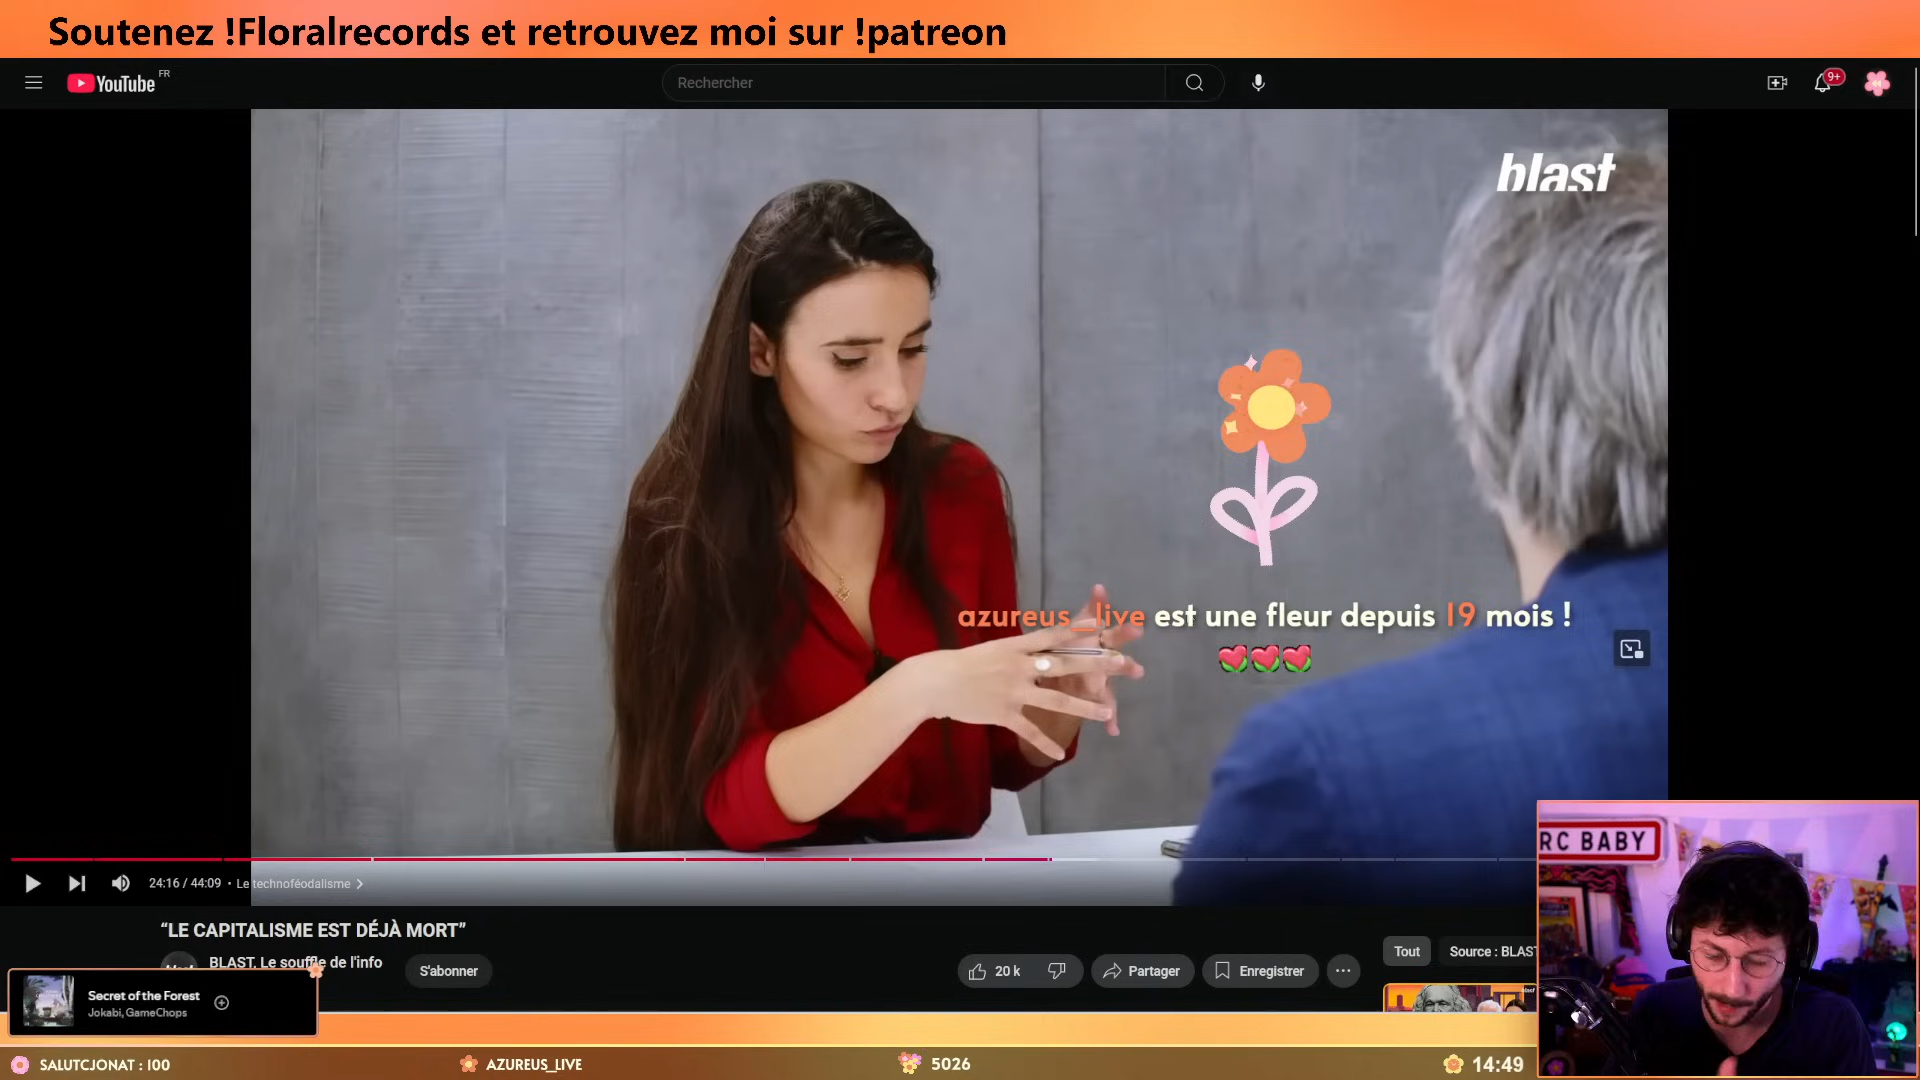 Soutenez !Floralrecords et retrouvez moi sur !patreon
YouTube FR
Rechercher
9+
blast
azureus_live est une fleur depuis 19 mois !
24:16 / 44:09 • Le technoféodalisme
RC BABY
“LE CAPITALISME EST DÉJÀ MORT”
BLAST, Le souffle de l'info
S'abonner
20 k
Partager
Enregistrer
Tout
Source : BLAST
Secret of the Forest
Jokabi, GameChops
SALUTCJONAT : 100
AZUREUS_LIVE
5026
14:49